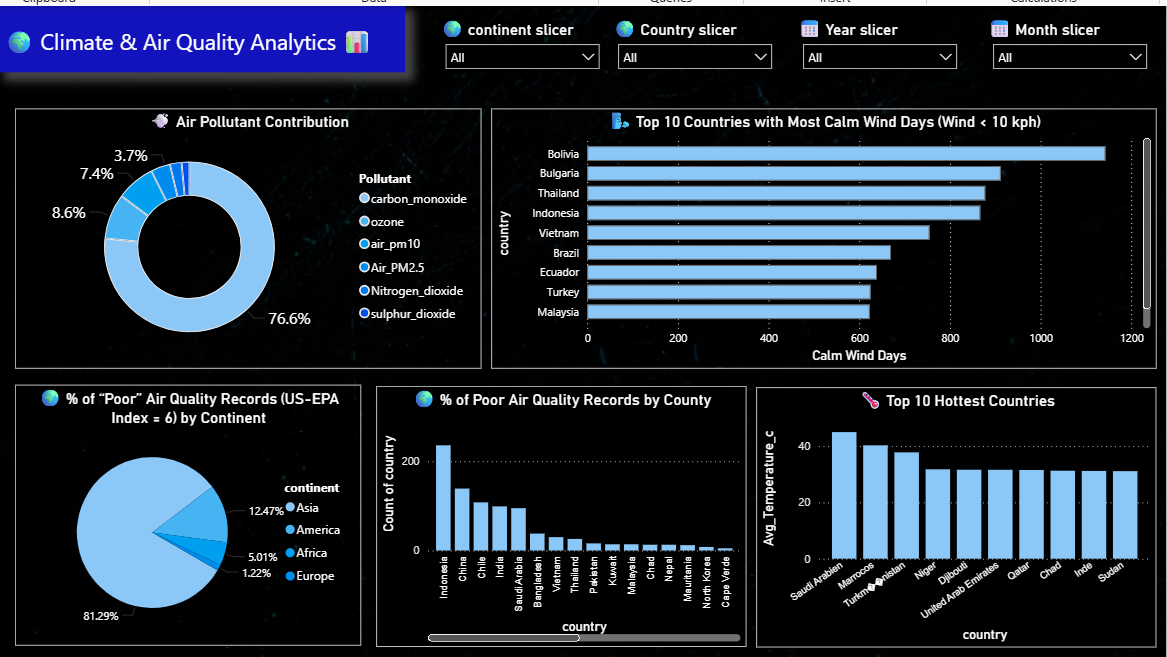 Clipboard
Data
Queries
Insert
Calculations
Climate & Air Quality Analytics
continent slicer
All
Country slicer
All
Year slicer
All
Month slicer
All
Air Pollutant Contribution
3.7%
7.4%
8.6%
76.6%
Pollutant
carbon_monoxide
ozone
air_pm10
Air_PM2.5
Nitrogen_dioxide
sulphur_dioxide
Top 10 Countries with Most Calm Wind Days (Wind < 10 kph)
country
Bolivia
Bulgaria
Thailand
Indonesia
Vietnam
Brazil
Ecuador
Turkey
Malaysia
0 200 400 600 800 1000 1200
Calm Wind Days
% of “Poor” Air Quality Records (US-EPA
Index = 6) by Continent
12.47%
5.01%
1.22%
81.29%
continent
Asia
America
Africa
Europe
% of Poor Air Quality Records by County
Count of country
200
0
Indonesia
China
Chile
India
Saudi Arabia
Bangladesh
Vietnam
Thailand
Pakistan
Kuwait
Malaysia
Chad
Nepal
Mauritania
North Korea
Cape Verde
country
Top 10 Hottest Countries
Avg_Temperature_c
40
20
0
Saudi Arabien
Marrocos
Turkm��nistan
Niger
Djibouti
United Arab Emirates
Qatar
Chad
Inde
Sudan
country